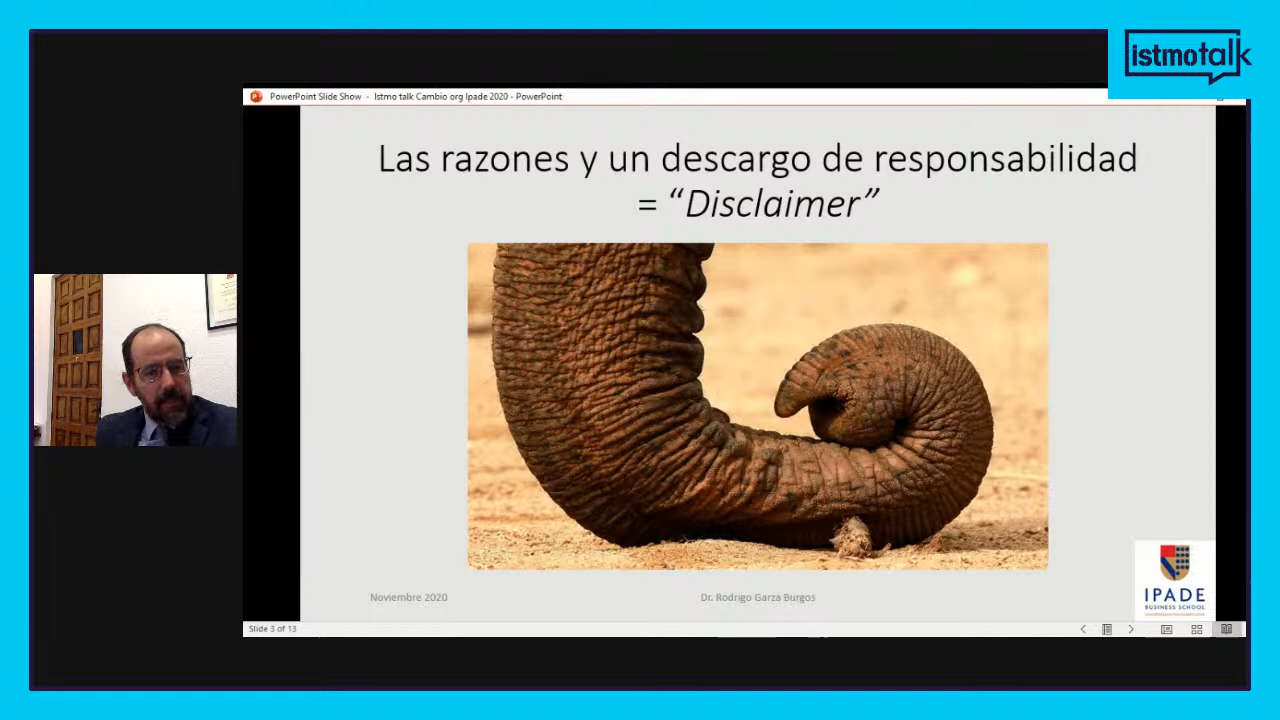 istmotalk
PowerPoint Slide Show - Istmo talk Cambio org Ipade 2020 - PowerPoint
Las razones y un descargo de responsabilidad
= “Disclaimer”
Noviembre 2020
Dr. Rodrigo Garza Burgos
IPADE
BUSINESS SCHOOL
Slide 3 of 13